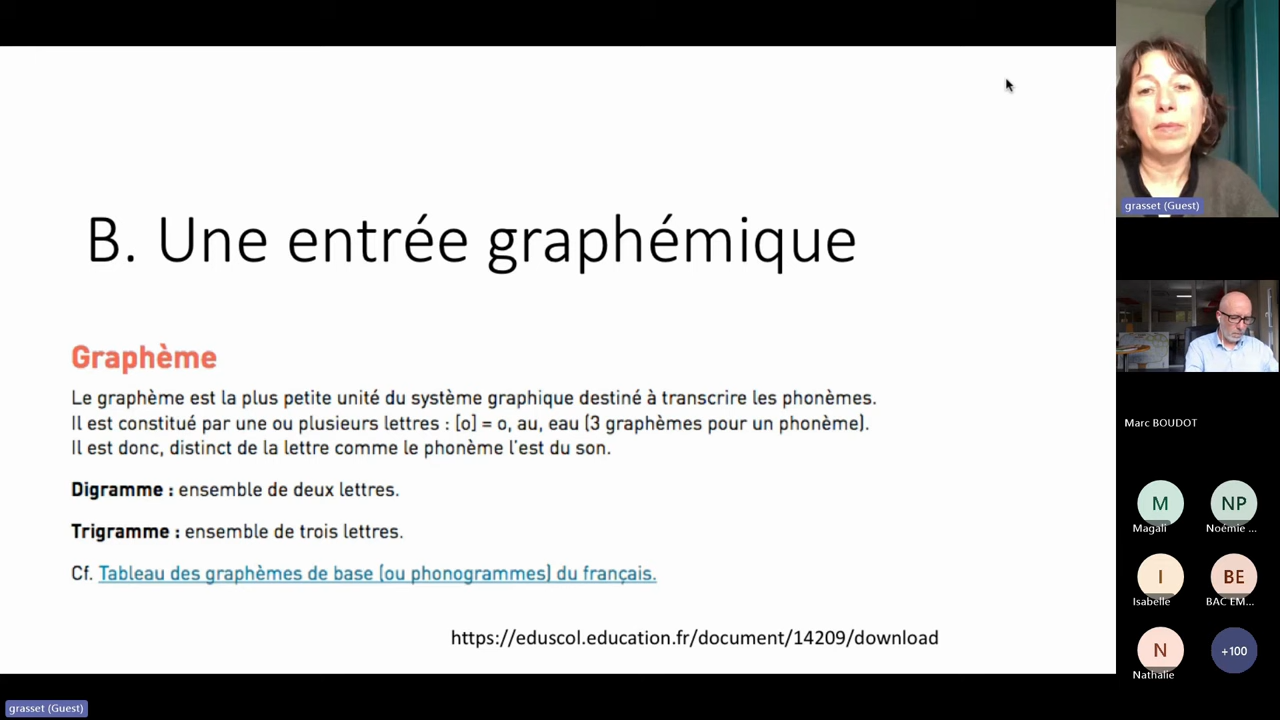 B. Une entrée graphémique
Graphème
Le graphème est la plus petite unité du système graphique destiné à transcrire les phonèmes.
Il est constitué par une ou plusieurs lettres : [o] = o, au, eau (3 graphèmes pour un phonème).
Il est donc, distinct de la lettre comme le phonème l'est du son.
Digramme : ensemble de deux lettres.
Trigramme : ensemble de trois lettres.
Cf. Tableau des graphèmes de base (ou phonogrammes) du français.
https://eduscol.education.fr/document/14209/download
grasset (Guest)
grasset (Guest)
Marc BOUDOT
M
NP
Magali
Noémie ...
I
BE
Isabelle
BAC EM...
N
+100
Nathalie